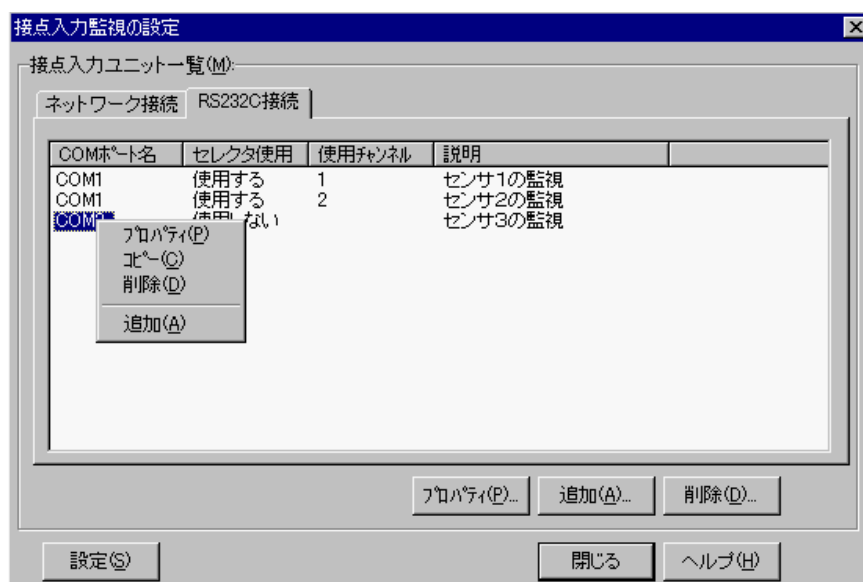 接点入力監視の設定
接点入力ユニット一覧(M):
ネットワーク接続 RS232C接続
COMﾎﾟｰﾄ名 セレクタ使用 使用ﾁｬﾝﾈﾙ 説明
COM1 使用する 1 センサ1の監視
COM1 使用する 2 センサ2の監視
使用しない センサ3の監視
ﾌﾟﾛﾊﾟﾃｨ(P)
ｺﾋﾟｰ(C)
削除(D)
追加(A)
ﾌﾟﾛﾊﾟﾃｨ(P)... 追加(A)... 削除(D)...
設定(S) 閉じる ヘルプ(H)